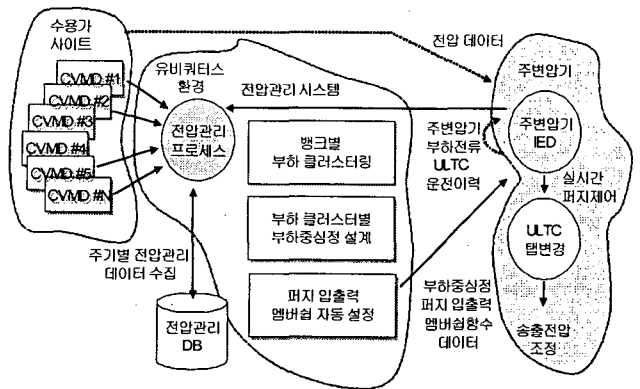 수용가
사이트
CVMD #1
CVMD #2
CVMD #3
CVMD #4
CVMD #5
CVMD #N
유비쿼터스
환경
전압관리
프로세스
전압관리 시스템
뱅크별
부하 클러스터링
부하 클러스터별
부하중심정 설계
퍼지 입출력
멤버쉽 자동 설정
주기별 전압관리
데이터 수집
전압관리
DB
전압 데이터
주변압기
주변압기
IED
주변압기
부하전류
ULTC
운전이력
실시간
퍼지제어
ULTC
탭변경
부하중심정
퍼지 입출력
멤버쉽함수
데이터
송출전압
조정